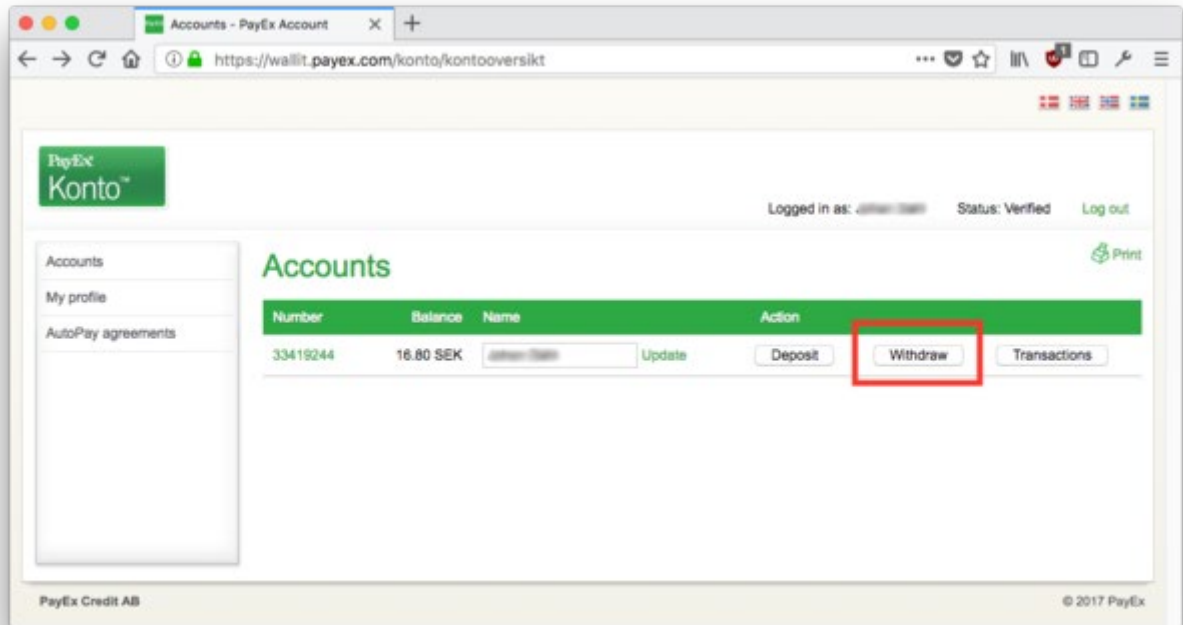 Accounts - PayEx Account
https://wallit.payex.com/konto/kontooversikt
1
PayEx
Konto™
Logged in as: Status: Verified Log out
Print
Accounts
My profile
AutoPay agreements
Accounts
Number Balance Name Action
33419244 16.80 SEK Update Deposit Withdraw Transactions
PayEx Credit AB © 2017 PayEx